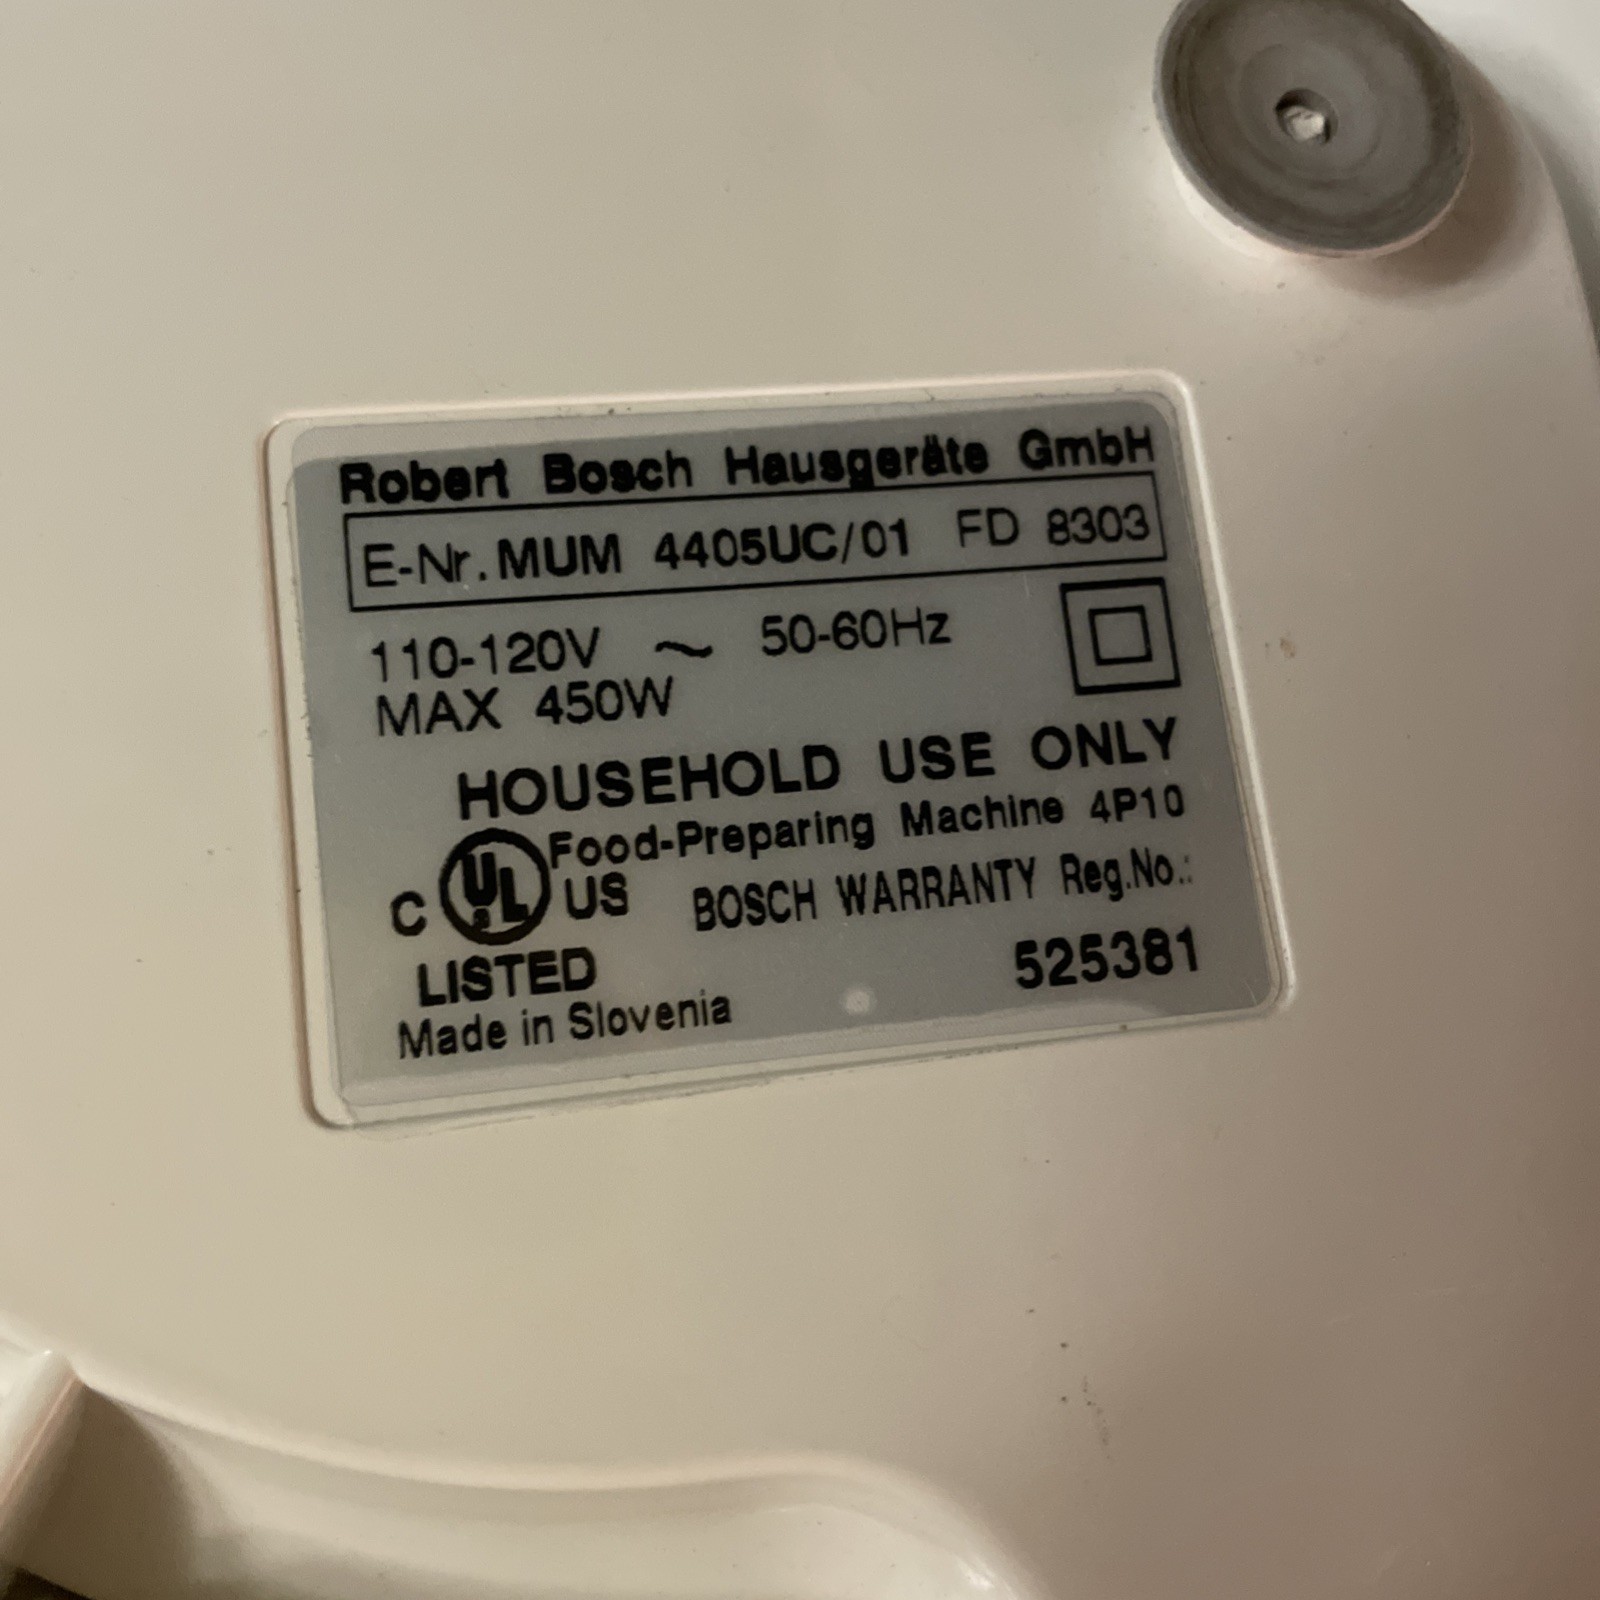 Robert Bosch Hausgeräte GmbH
E-Nr. MUM 4405UC/01 FD 8303
110-120V ~ 50-60Hz
MAX 450W
HOUSEHOLD USE ONLY
Food-Preparing Machine 4P10
C UL US BOSCH WARRANTY Reg.No.:
LISTED 525381
Made in Slovenia